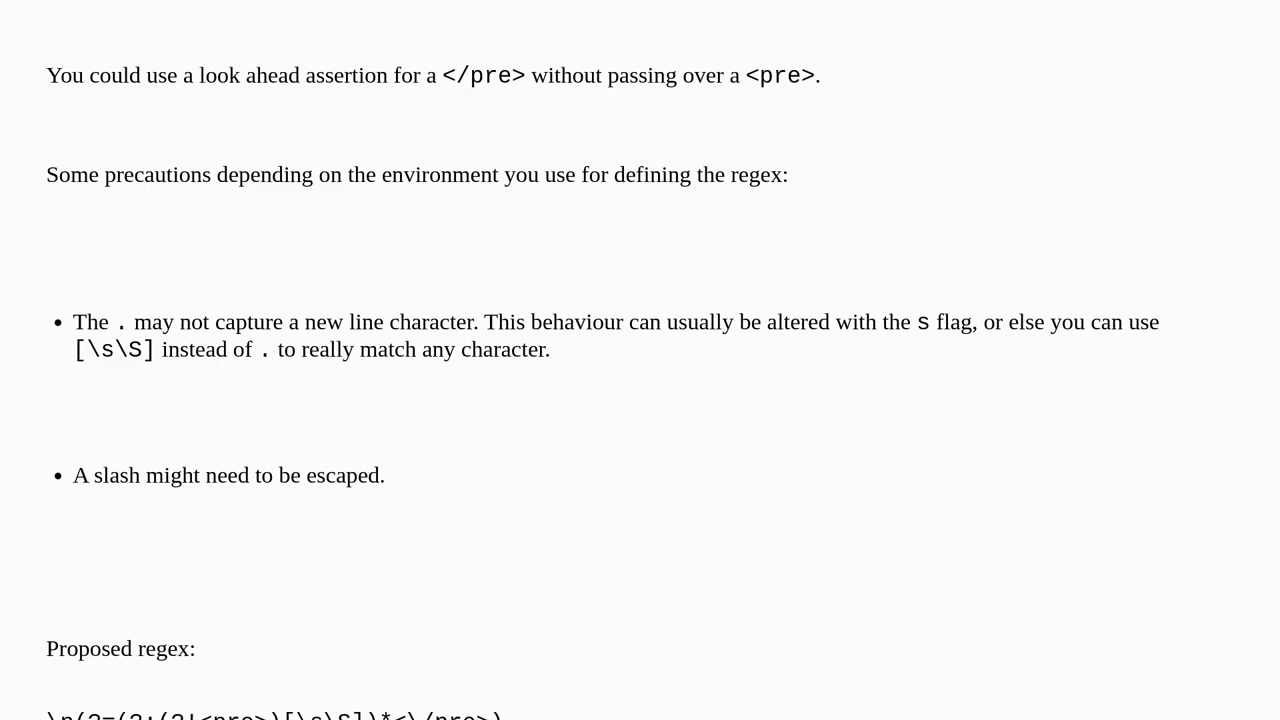 You could use a look ahead assertion for a </pre> without passing over a <pre>.
Some precautions depending on the environment you use for defining the regex:
• The . may not capture a new line character. This behaviour can usually be altered with the s flag, or else you can use
[\s\S] instead of . to really match any character.
• A slash might need to be escaped.
Proposed regex:
\n(?=(?:(?!<pre>)[\s\S])*<\/pre>)